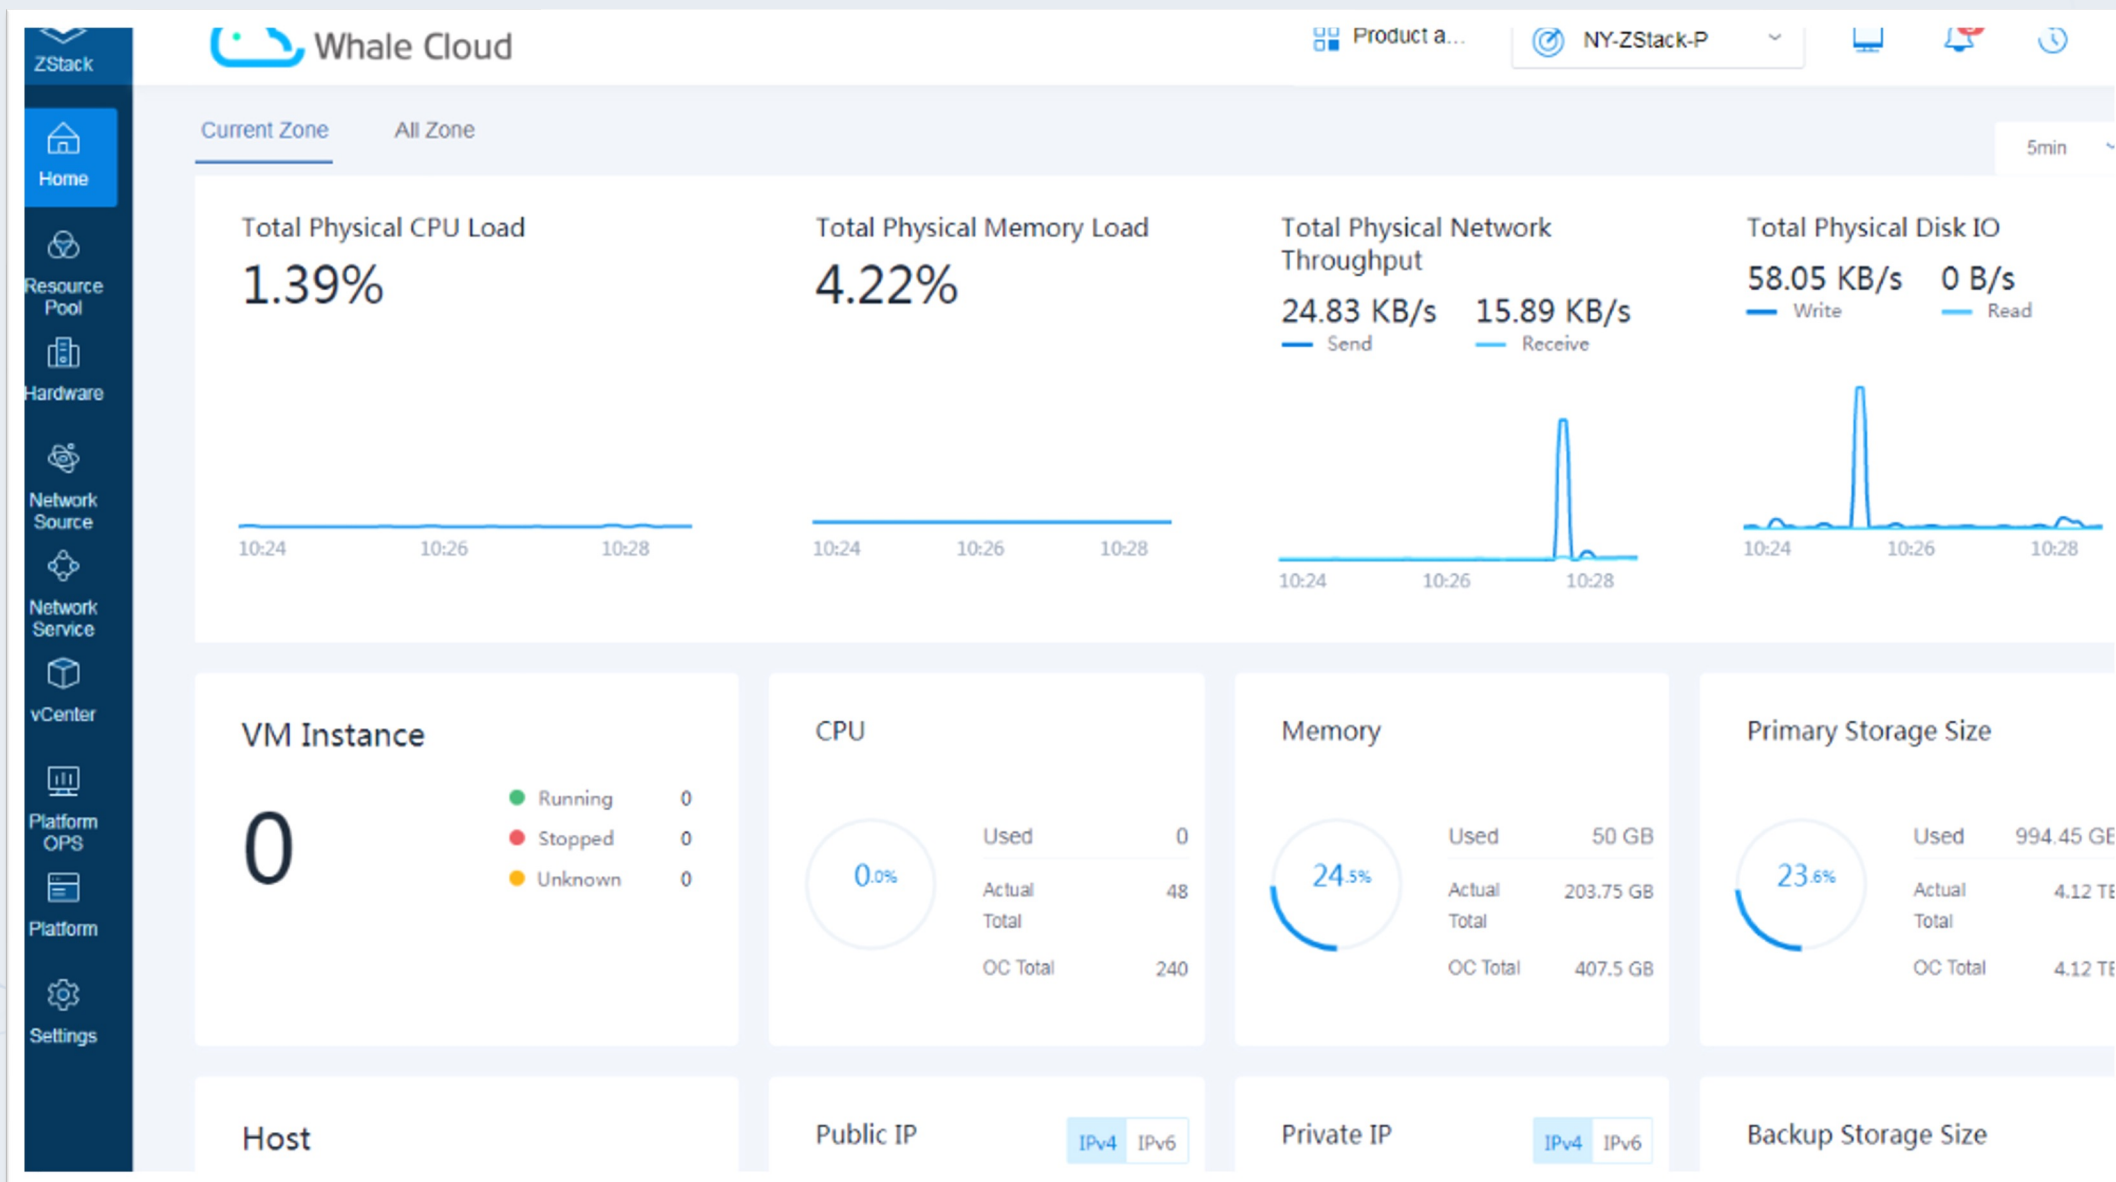 ZStack
Whale Cloud
Product a...
NY-ZStack-P
Home
Resource
Pool
Hardware
Network
Source
Network
Service
vCenter
Platform
OPS
Platform
Settings
Current Zone
All Zone
5min
Total Physical CPU Load
1.39%
10:24
10:26
10:28
Total Physical Memory Load
4.22%
10:24
10:26
10:28
Total Physical Network
Throughput
24.83 KB/s
15.89 KB/s
Send
Receive
10:24
10:26
10:28
Total Physical Disk IO
58.05 KB/s
0 B/s
Write
Read
10:24
10:26
10:28
VM Instance
0
Running 0
Stopped 0
Unknown 0
CPU
0.0%
Used 0
Actual
Total 48
OC Total 240
Memory
24.5%
Used 50 GB
Actual
Total 203.75 GB
OC Total 407.5 GB
Primary Storage Size
23.6%
Used 994.45 GB
Actual
Total 4.12 TB
OC Total 4.12 TB
Host
Public IP
IPv4 IPv6
Private IP
IPv4 IPv6
Backup Storage Size